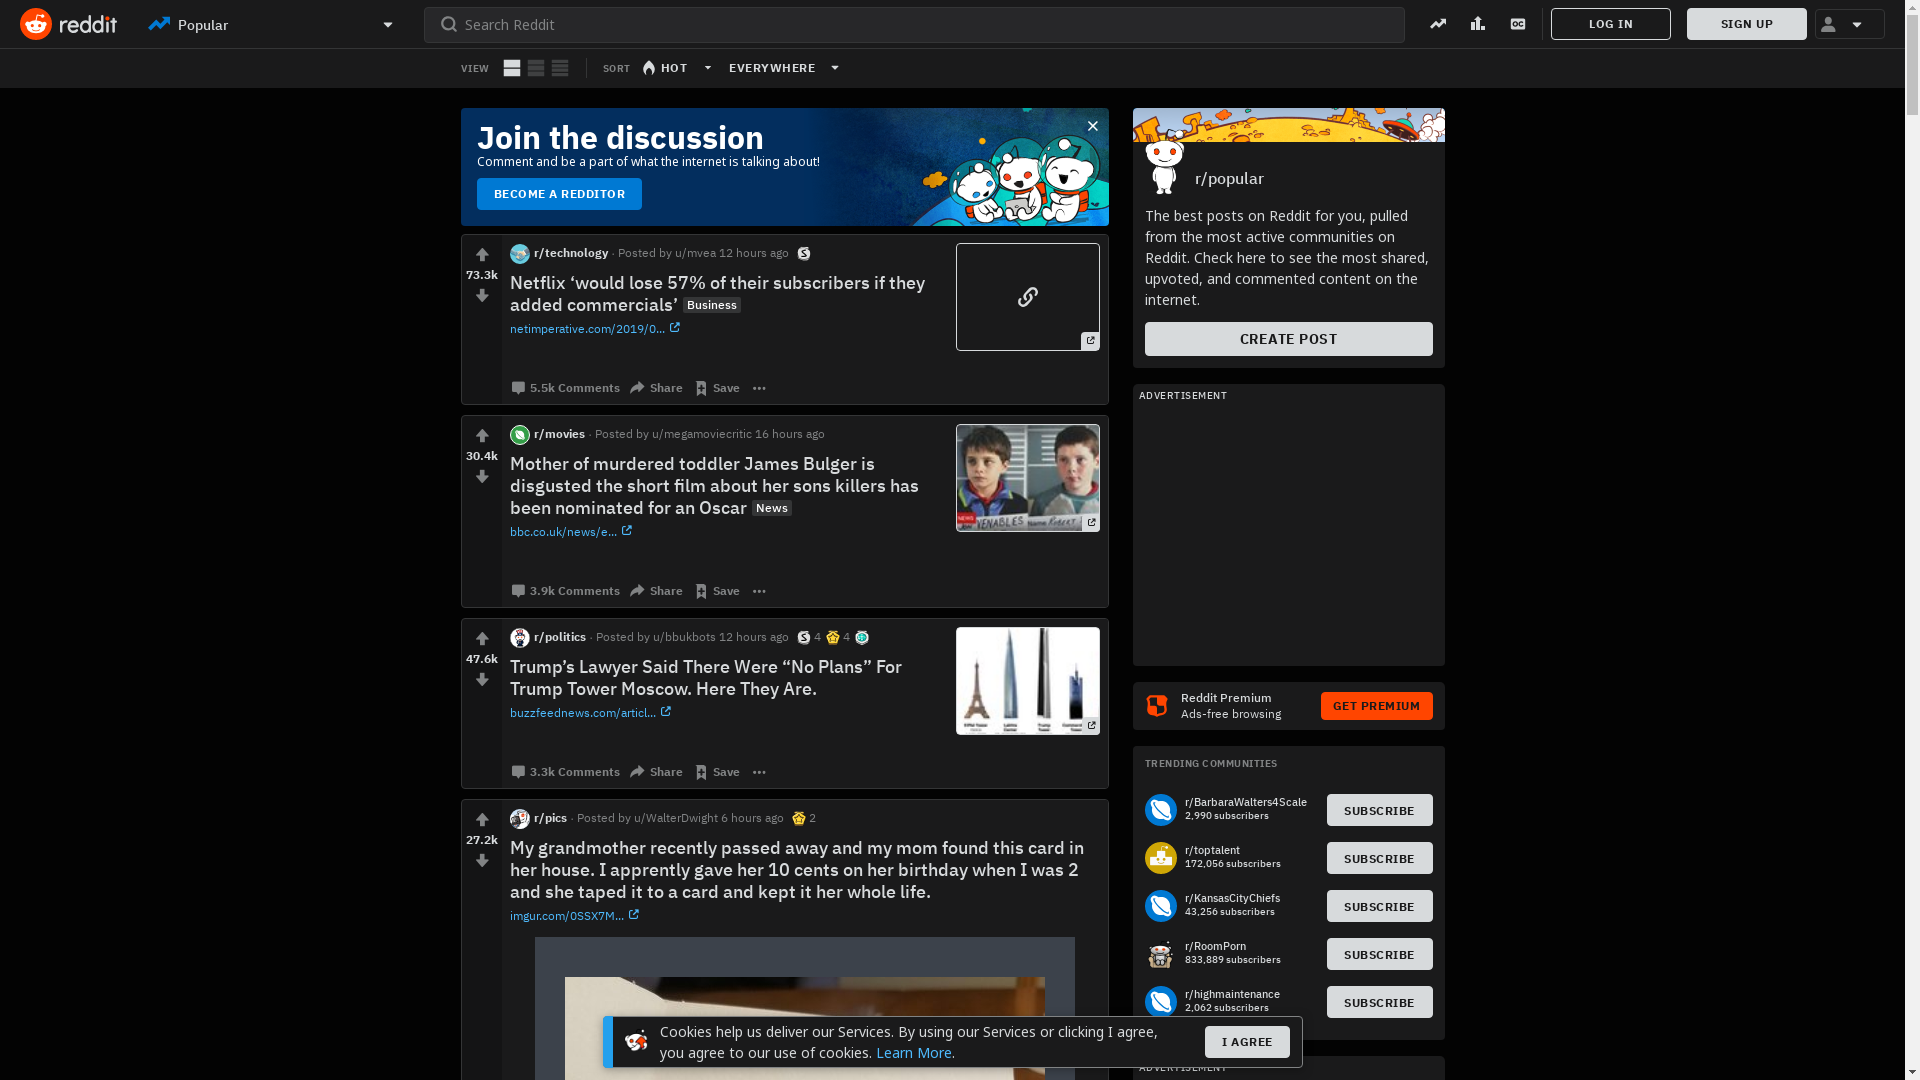 reddit
Popular
Search Reddit
LOG IN
SIGN UP
VIEW
SORT
HOT
EVERYWHERE
Join the discussion
Comment and be a part of what the internet is talking about!
BECOME A REDDITOR
73.3k
r/technology · Posted by u/mvea 12 hours ago
Netflix ‘would lose 57% of their subscribers if they
added commercials’ Business
netimperative.com/2019/0...
5.5k Comments Share Save
30.4k
r/movies · Posted by u/megamoviecritic 16 hours ago
Mother of murdered toddler James Bulger is
disgusted the short film about her sons killers has
been nominated for an Oscar News
bbc.co.uk/news/e...
NEWS
VENABLES
ROBERT
3.9k Comments Share Save
47.6k
r/politics · Posted by u/bbukbots 12 hours ago 4 4
Trump’s Lawyer Said There Were “No Plans” For
Trump Tower Moscow. Here They Are.
buzzfeednews.com/articl...
3.3k Comments Share Save
27.2k
r/pics · Posted by u/WalterDwight 6 hours ago 2
My grandmother recently passed away and my mom found this card in
her house. I apprently gave her 10 cents on her birthday when I was 2
and she taped it to a card and kept it her whole life.
imgur.com/0SSX7M...
r/popular
The best posts on Reddit for you, pulled
from the most active communities on
Reddit. Check here to see the most shared,
upvoted, and commented content on the
internet.
CREATE POST
ADVERTISEMENT
Reddit Premium
Ads-free browsing
GET PREMIUM
TRENDING COMMUNITIES
r/BarbaraWalters4Scale
2,990 subscribers
SUBSCRIBE
r/toptalent
172,056 subscribers
SUBSCRIBE
r/KansasCityChiefs
43,256 subscribers
SUBSCRIBE
r/RoomPorn
833,889 subscribers
SUBSCRIBE
r/highmaintenance
2,062 subscribers
SUBSCRIBE
ADVERTISEMENT
Cookies help us deliver our Services. By using our Services or clicking I agree,
you agree to our use of cookies. Learn More.
I AGREE